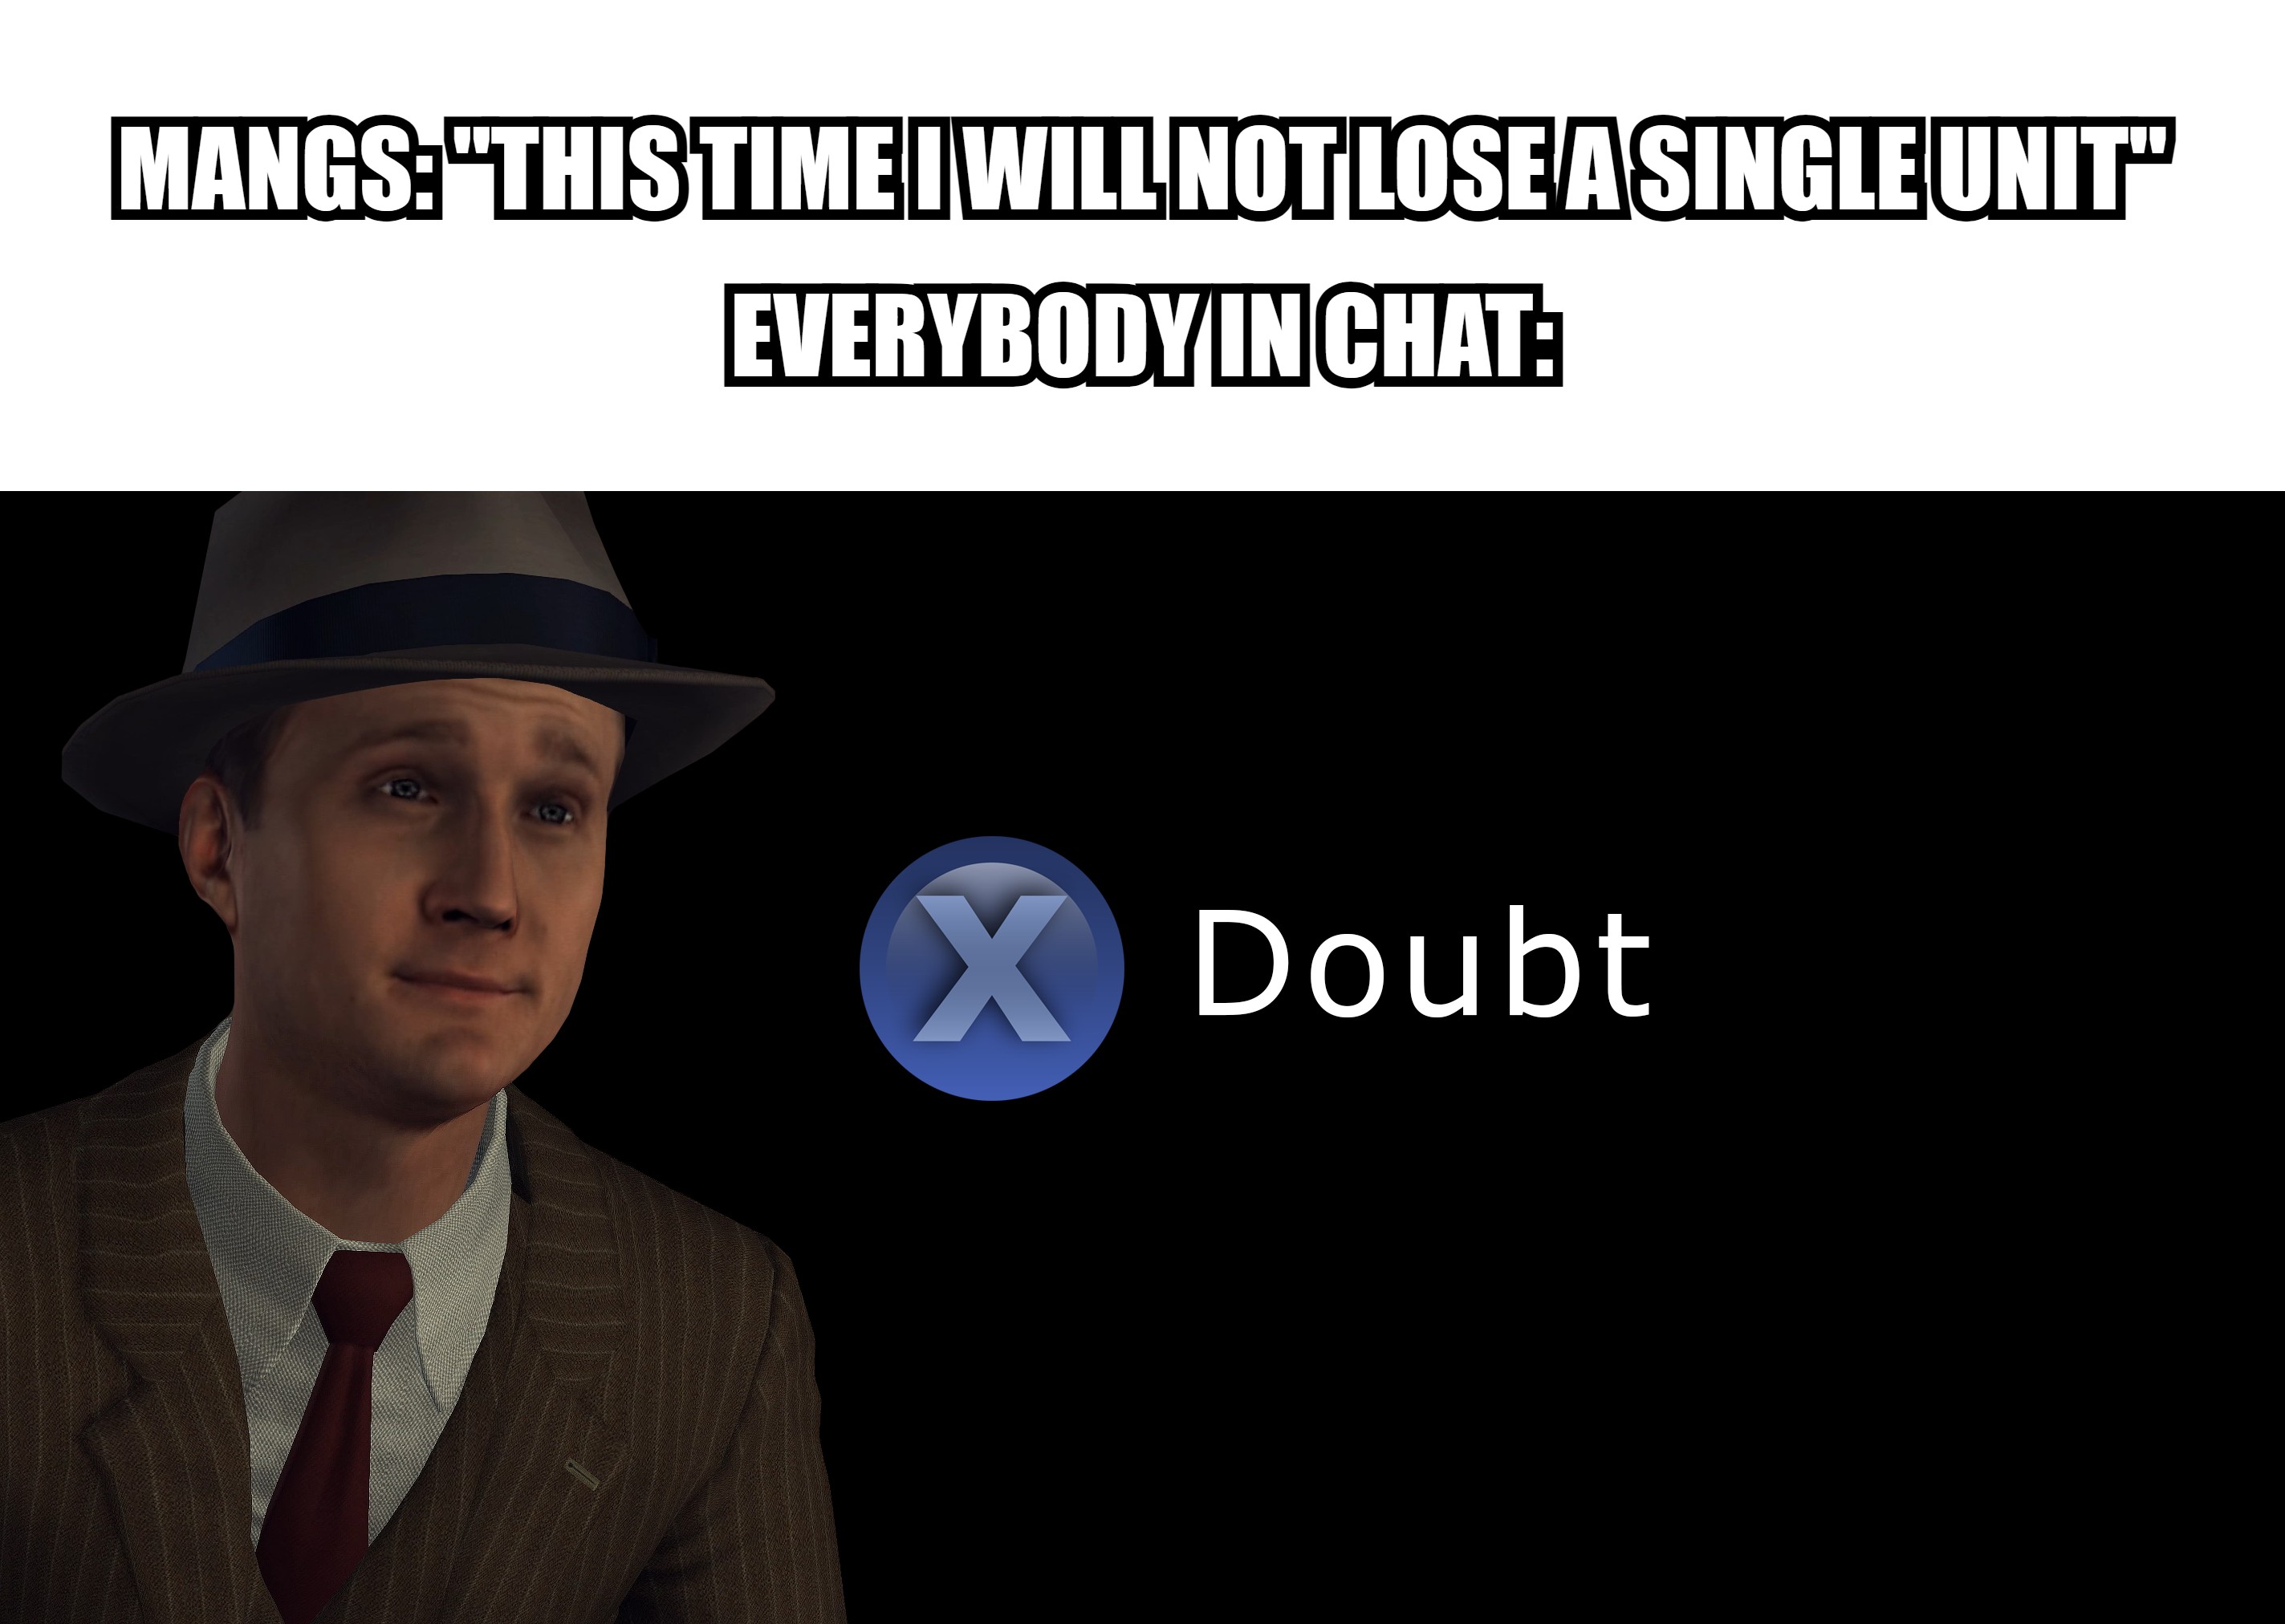 MANGS: "THIS TIME I WILL NOT LOSE A SINGLE UNIT"
EVERYBODY IN CHAT:
X Doubt